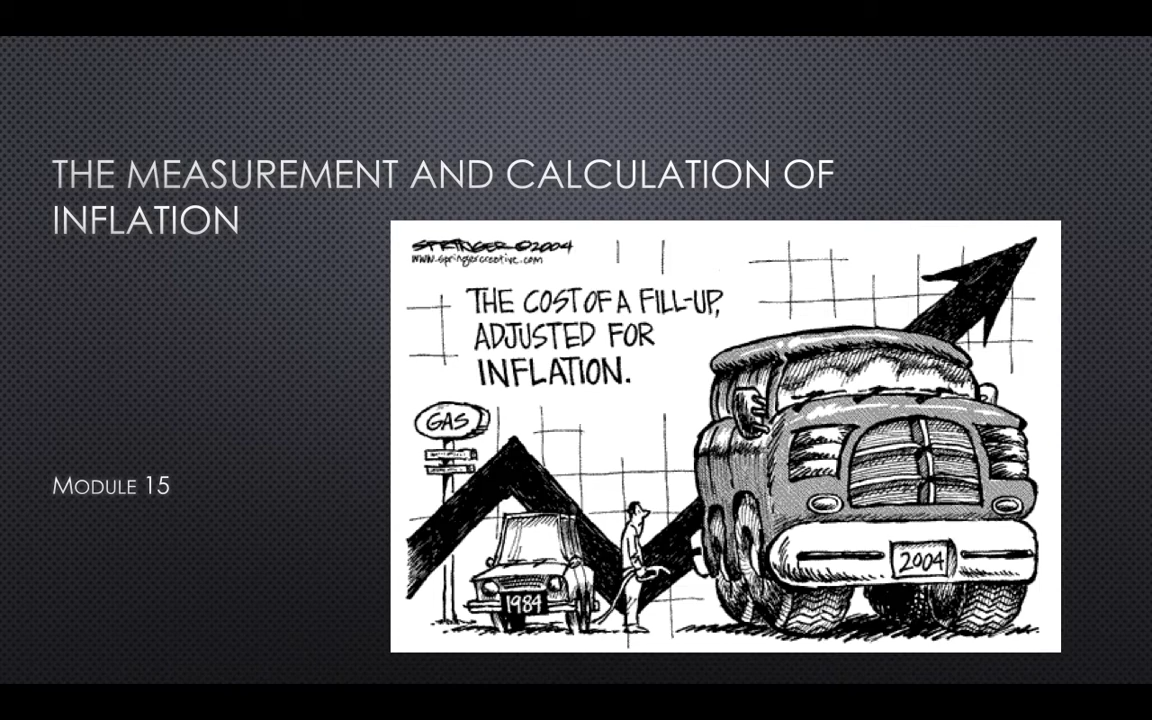 THE MEASUREMENT AND CALCULATION OF
INFLATION
SPRINGER ©2004
www.springercreative.com
THE COST OF A FILL-UP,
ADJUSTED FOR
INFLATION.
GAS
MODULE 15
1984
2004